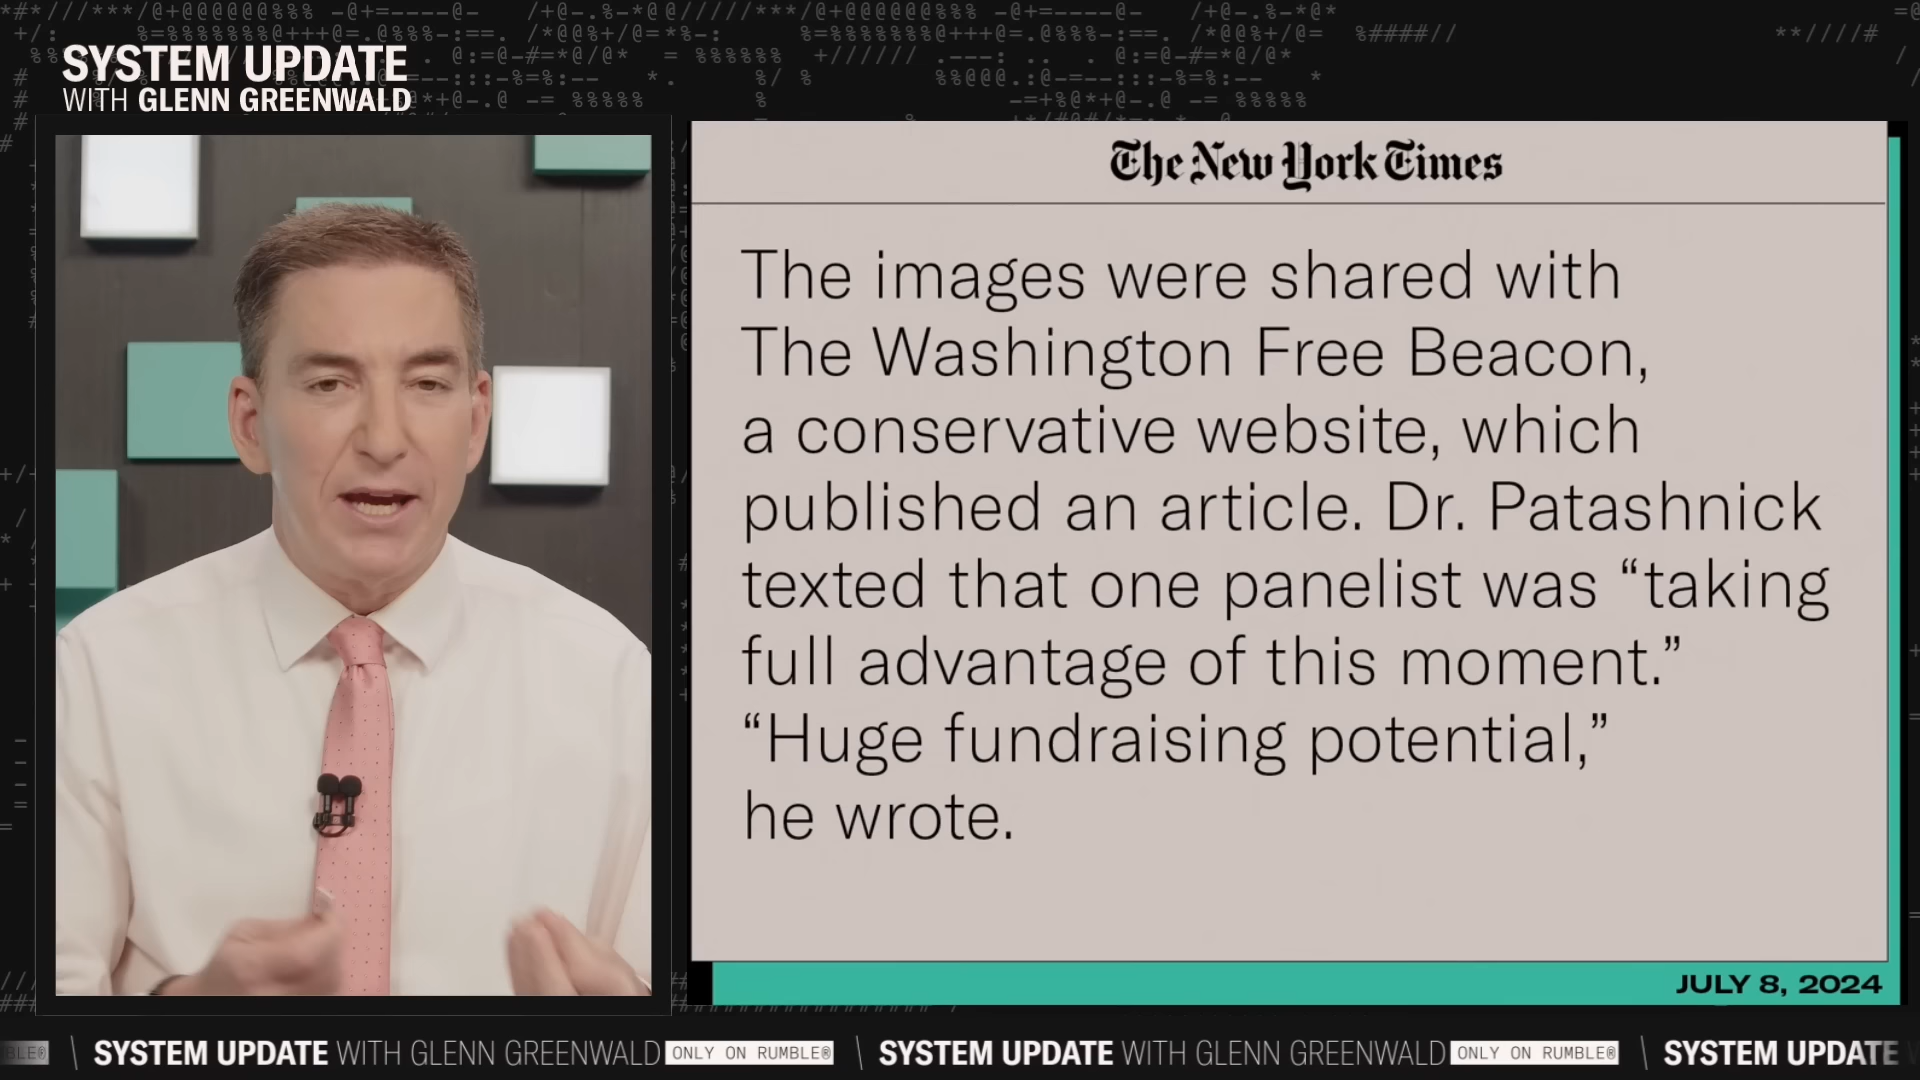 SYSTEM UPDATE
WITH GLENN GREENWALD
The New York Times
The images were shared with
The Washington Free Beacon,
a conservative website, which
published an article. Dr. Patashnick
texted that one panelist was “taking
full advantage of this moment.”
“Huge fundraising potential,”
he wrote.
JULY 8, 2024
SYSTEM UPDATE WITH GLENN GREENWALD ONLY ON RUMBLE® \ SYSTEM UPDATE WITH GLENN GREENWALD ONLY ON RUMBLE® \ SYSTEM UPDATE